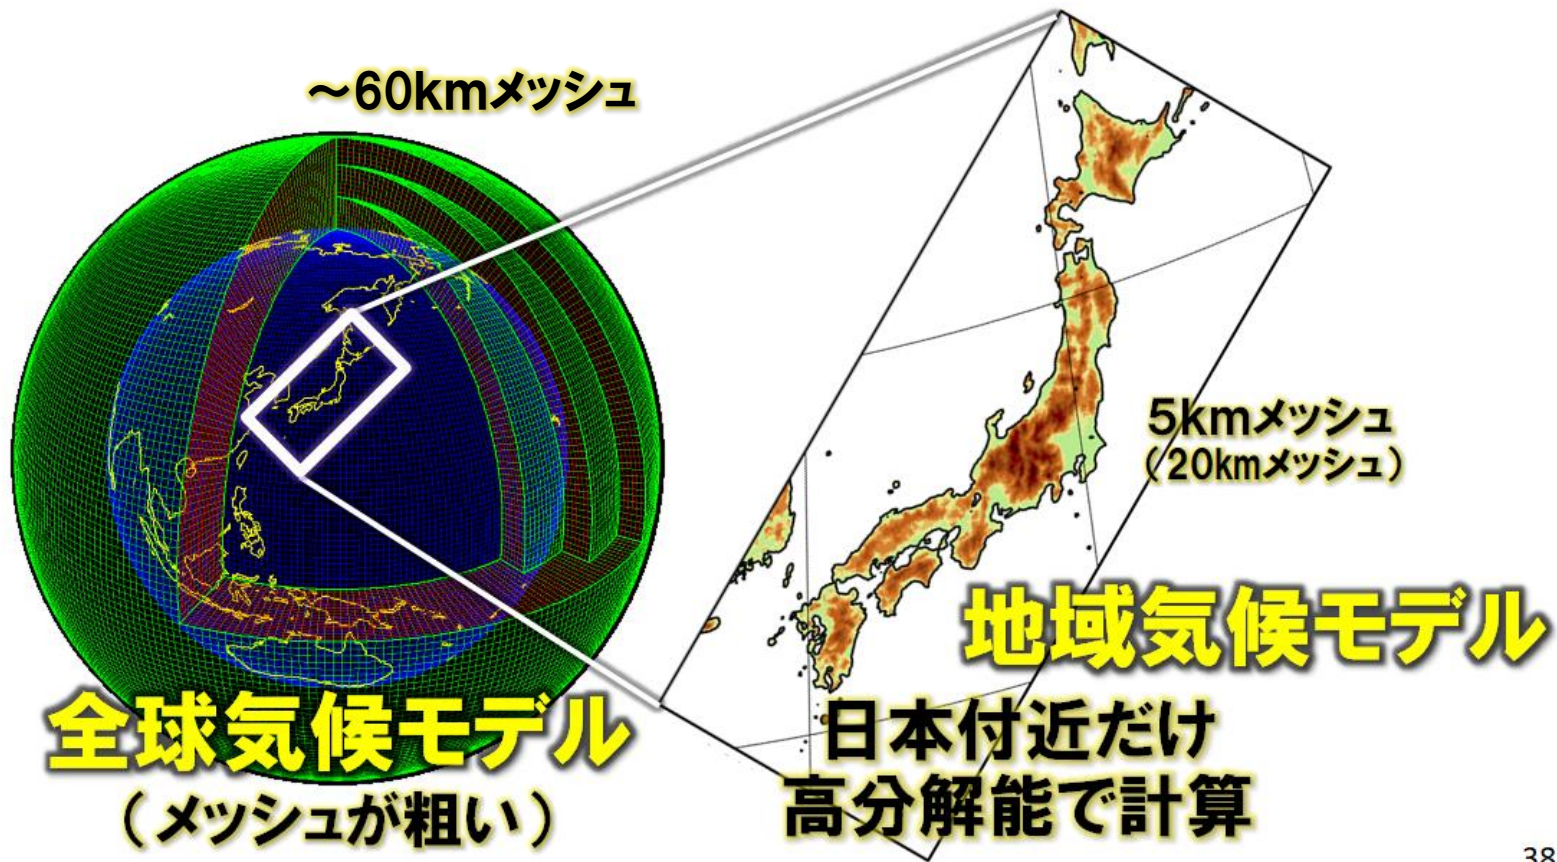 ~60kmメッシュ
5kmメッシュ
(20kmメッシュ)
地域気候モデル
全球気候モデル
(メッシュが粗い)
日本付近だけ
高分解能で計算
38